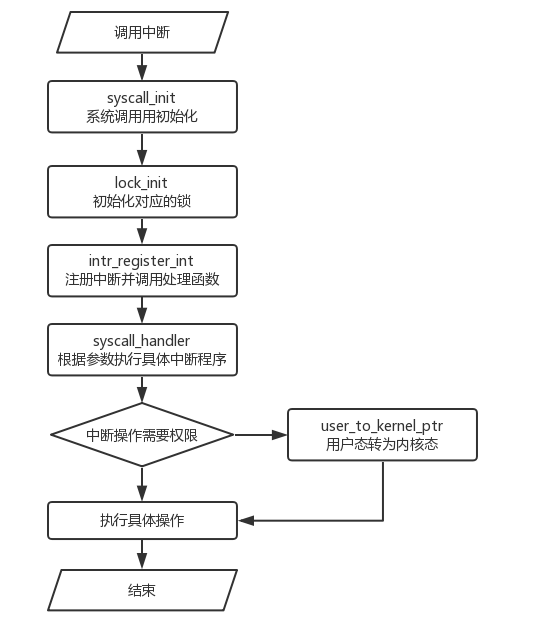 调用中断
syscall_init
系统调用用初始化
lock_init
初始化对应的锁
intr_register_int
注册中断并调用处理函数
syscall_handler
根据参数执行具体中断程序
中断操作需要权限
user_to_kernel_ptr
用户态转为内核态
执行具体操作
结束